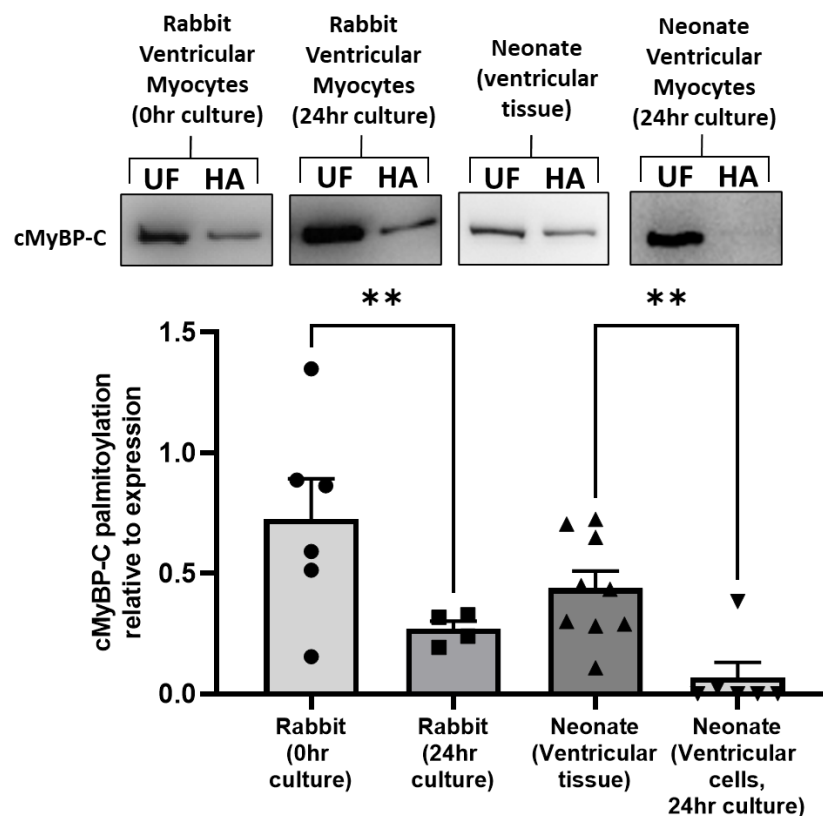 Rabbit
Ventricular
Myocytes
(0hr culture)
Rabbit
Ventricular
Myocytes
(24hr culture)
Neonate
(ventricular
tissue)
Neonate
Ventricular
Myocytes
(24hr culture)
UF HA
UF HA
UF HA
UF HA
cMyBP-C
** **
cMyBP-C palmitoylation
relative to expression
1.5
1.0
0.5
0.0
Rabbit
(0hr
culture)
Rabbit
(24hr
culture)
Neonate
(Ventricular
tissue)
Neonate
(Ventricular
cells,
24hr culture)